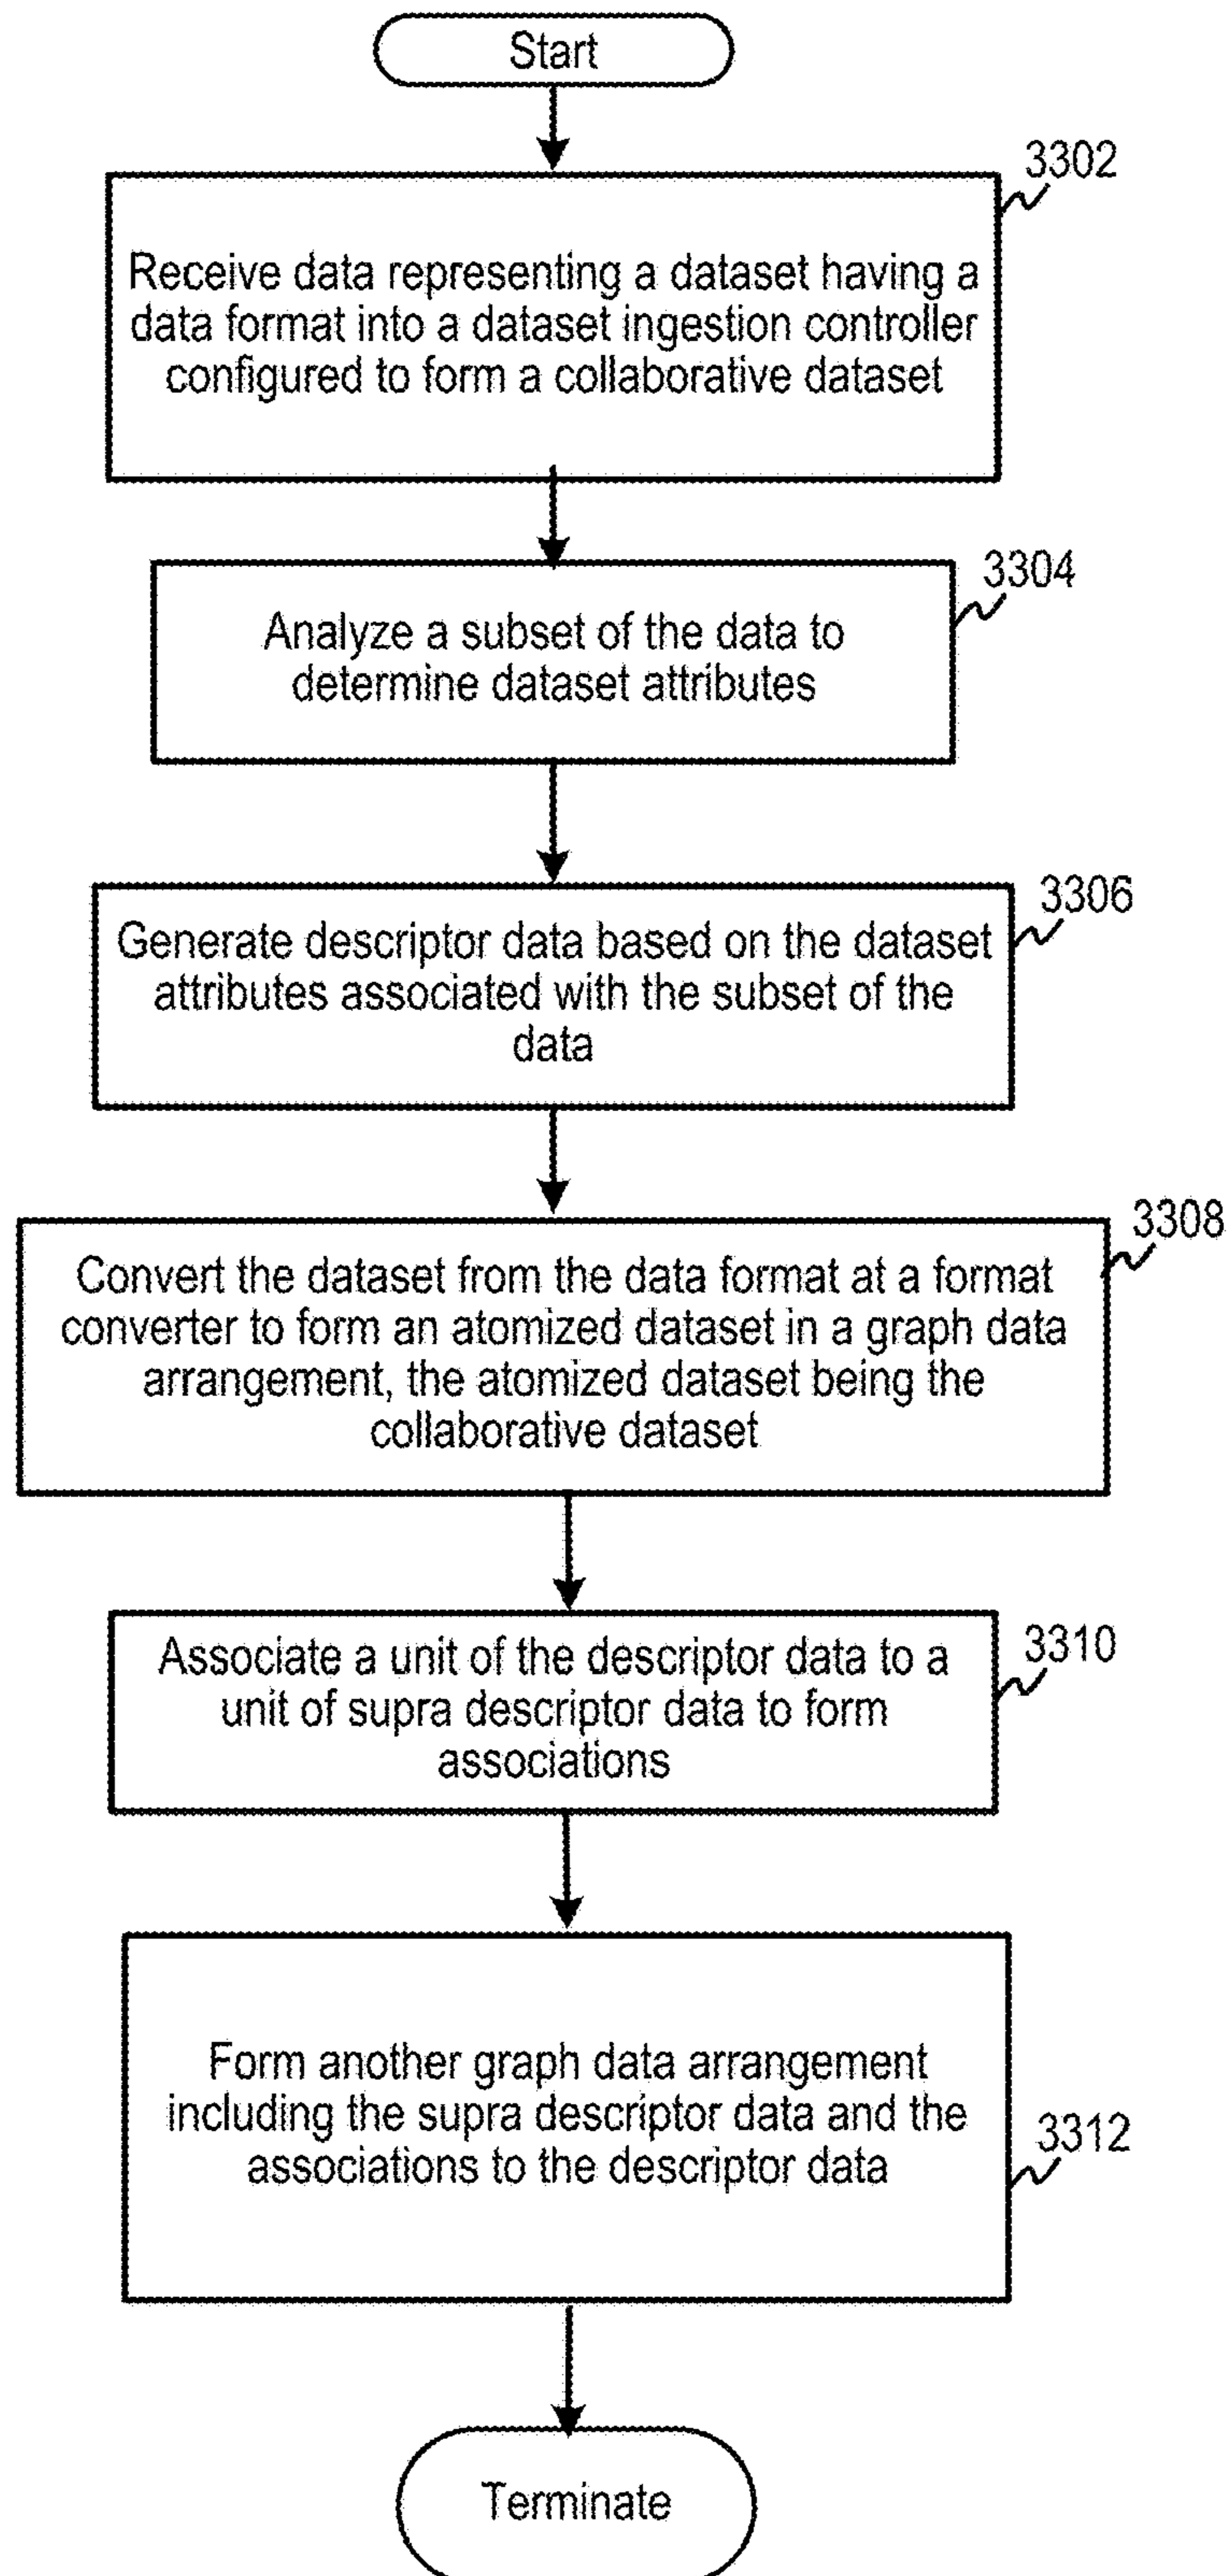 Start
3302
Receive data representing a dataset having a
data format into a dataset ingestion controller
configured to form a collaborative dataset
3304
Analyze a subset of the data to
determine dataset attributes
3306
Generate descriptor data based on the dataset
attributes associated with the subset of the
data
3308
Convert the dataset from the data format at a format
converter to form an atomized dataset in a graph data
arrangement, the atomized dataset being the
collaborative dataset
3310
Associate a unit of the descriptor data to a
unit of supra descriptor data to form
associations
Form another graph data arrangement
including the supra descriptor data and the
associations to the descriptor data
3312
Terminate